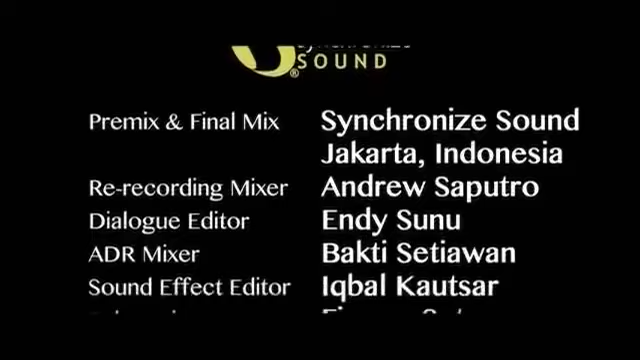 SOUND
Premix & Final Mix Synchronize Sound
Jakarta, Indonesia
Re-recording Mixer Andrew Saputro
Dialogue Editor Endy Sunu
ADR Mixer Bakti Setiawan
Sound Effect Editor Iqbal Kautsar